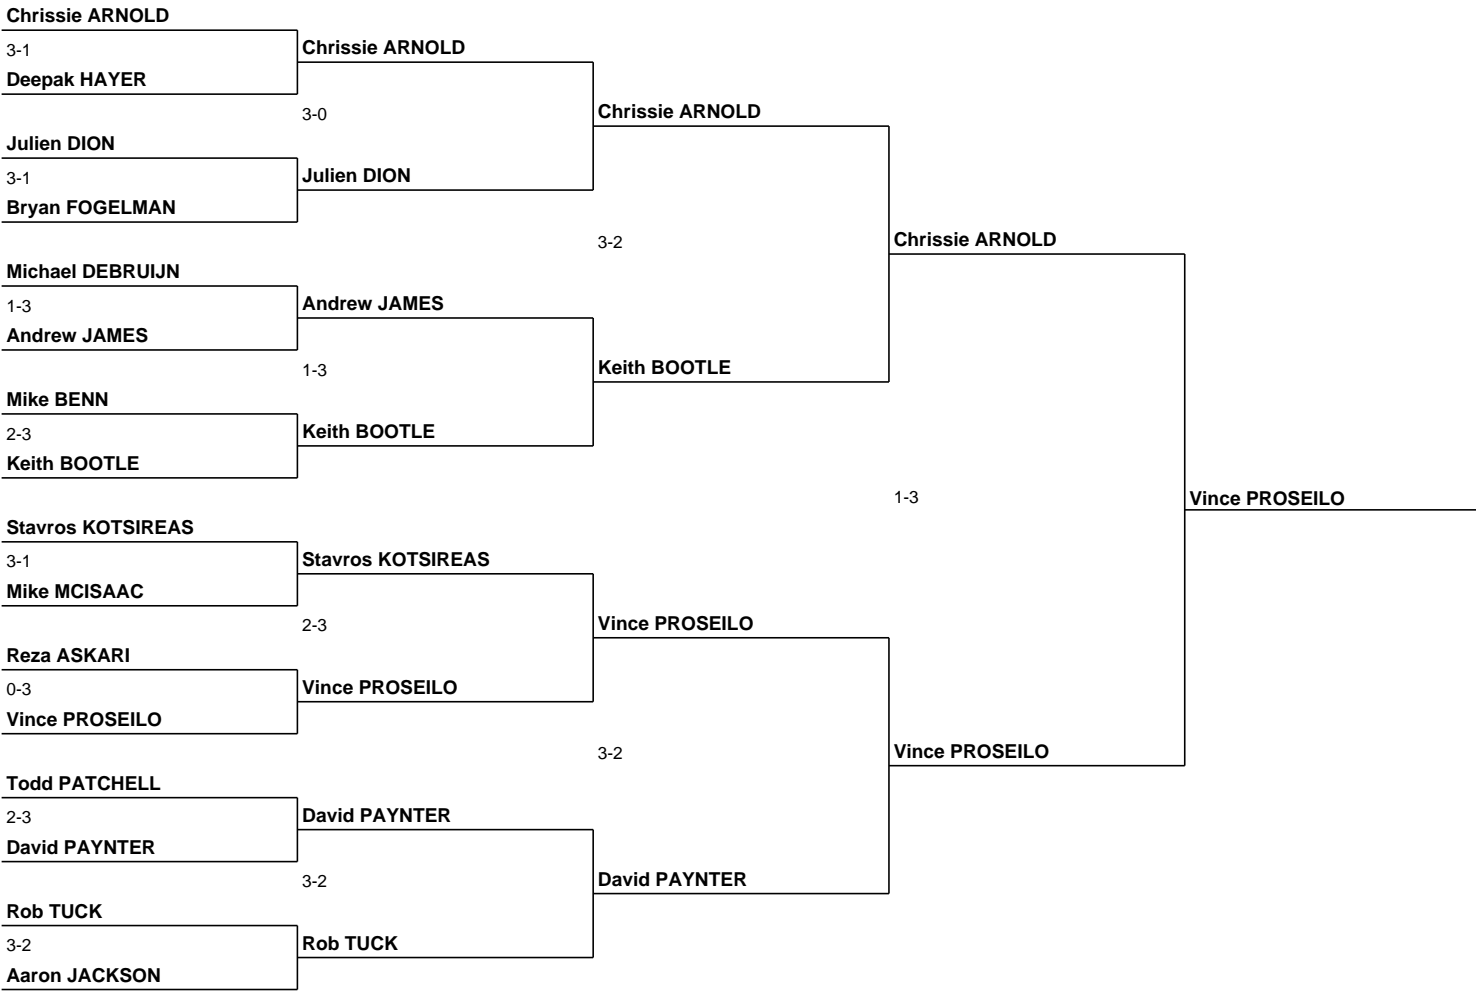 Chrissie ARNOLD
3-1
Deepak HAYER
Julien DION
3-1
Bryan FOGELMAN
Michael DEBRUIJN
1-3
Andrew JAMES
Mike BENN
2-3
Keith BOOTLE
Stavros KOTSIREAS
3-1
Mike MCISAAC
Reza ASKARI
0-3
Vince PROSEILO
Todd PATCHELL
2-3
David PAYNTER
Rob TUCK
3-2
Aaron JACKSON
Chrissie ARNOLD
3-0
Julien DION
Andrew JAMES
1-3
Keith BOOTLE
Stavros KOTSIREAS
2-3
Vince PROSEILO
David PAYNTER
3-2
Rob TUCK
Chrissie ARNOLD
3-2
Keith BOOTLE
Vince PROSEILO
3-2
David PAYNTER
Chrissie ARNOLD
1-3
Vince PROSEILO
Vince PROSEILO